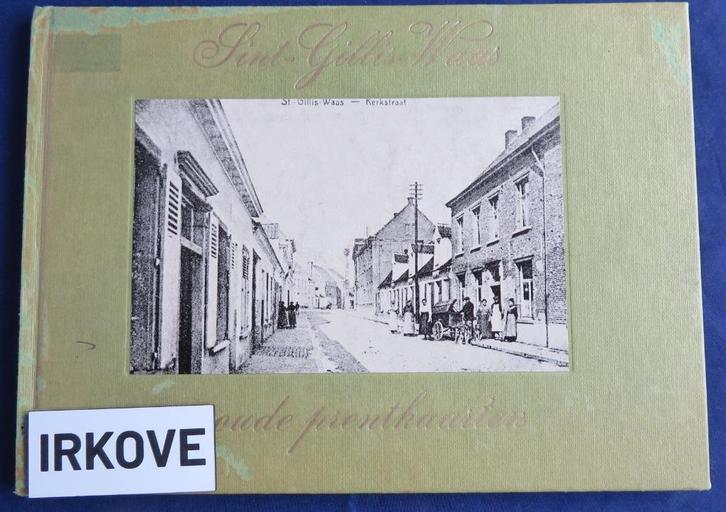 Sint-Gillis-Waas
St.-Gillis-Waas — Kerkstraat
oude prentkaarten
IRKOVE